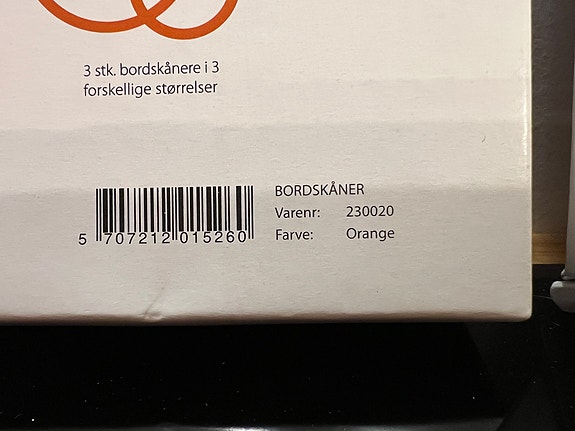 3 stk. bordskånere i 3
forskellige størrelser
BORDSKÅNER
Varenr: 230020
Farve: Orange
5 707212 015260